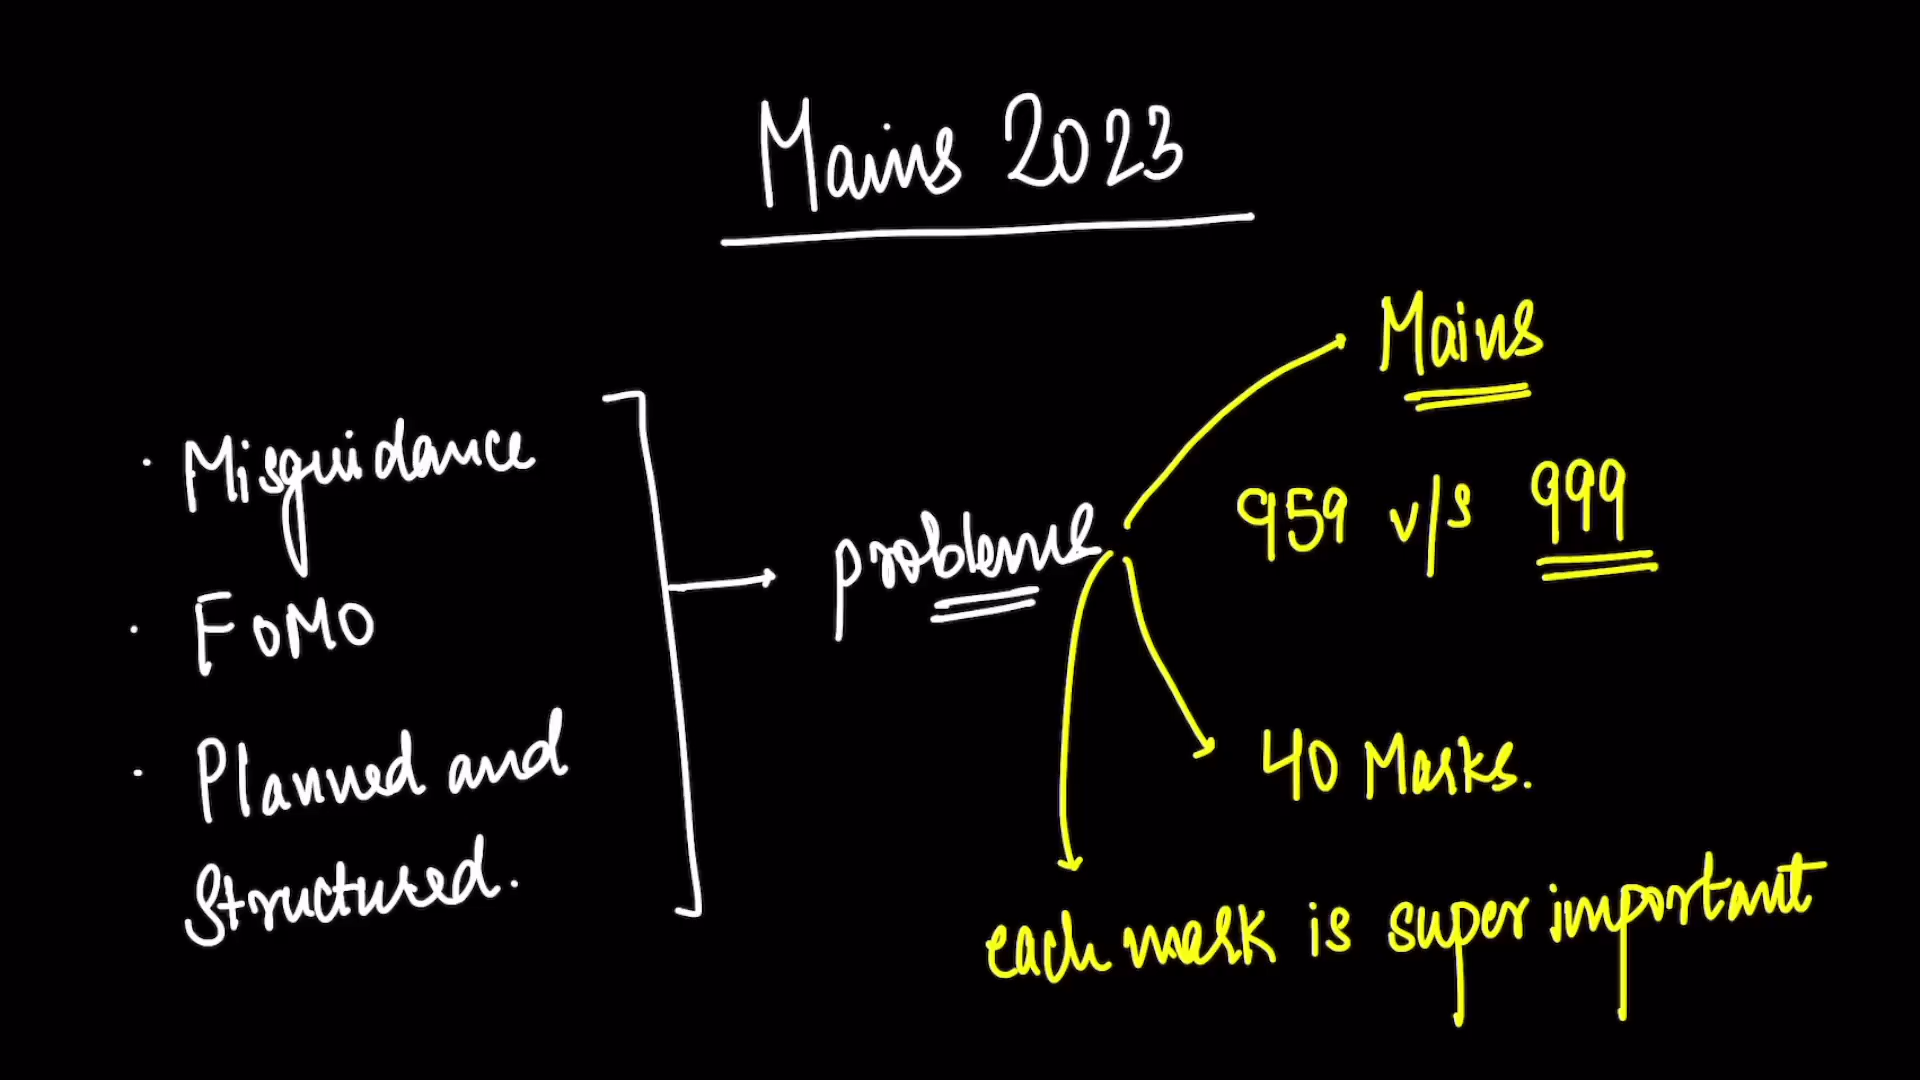 Mains 2023
· Misguidance
· FOMO
· Planned and
Structured.
problems
Mains
959 v/s 999
40 Marks.
each mark is super important